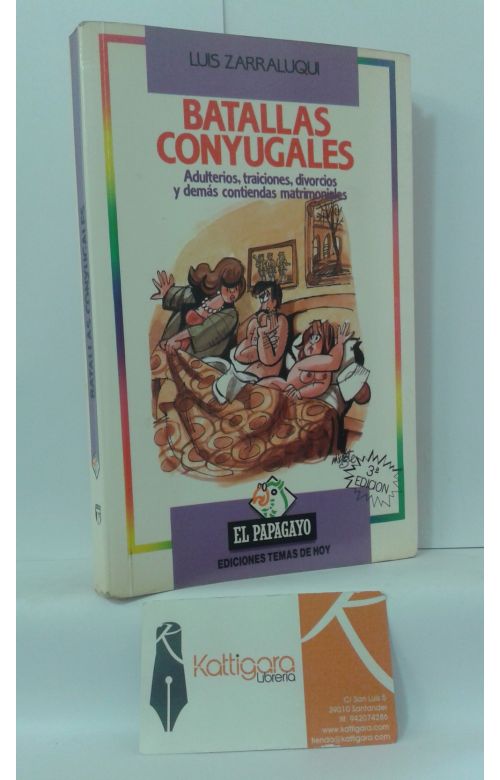 LUIS ZARRALUQUI
BATALLAS
CONYUGALES
Adulterios, traiciones, divorcios
y demás contiendas matrimoniales
3ª
EDICION
EL PAPAGAYO
EDICIONES TEMAS DE HOY
BATALLAS CONYUGALES
Kattigara
Librería
C/ San Luis 5
39010 Santander
tlf: 942074286
www.kattigara.com
tienda@kattigara.com